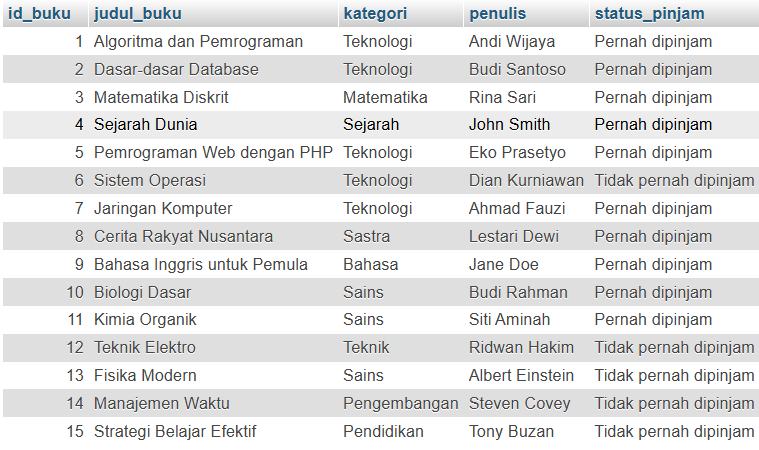 id_buku judul_buku kategori penulis status_pinjam
1 Algoritma dan Pemrograman Teknologi Andi Wijaya Pernah dipinjam
2 Dasar-dasar Database Teknologi Budi Santoso Pernah dipinjam
3 Matematika Diskrit Matematika Rina Sari Pernah dipinjam
4 Sejarah Dunia Sejarah John Smith Pernah dipinjam
5 Pemrograman Web dengan PHP Teknologi Eko Prasetyo Pernah dipinjam
6 Sistem Operasi Teknologi Dian Kurniawan Tidak pernah dipinjam
7 Jaringan Komputer Teknologi Ahmad Fauzi Pernah dipinjam
8 Cerita Rakyat Nusantara Sastra Lestari Dewi Pernah dipinjam
9 Bahasa Inggris untuk Pemula Bahasa Jane Doe Pernah dipinjam
10 Biologi Dasar Sains Budi Rahman Pernah dipinjam
11 Kimia Organik Sains Siti Aminah Pernah dipinjam
12 Teknik Elektro Teknik Ridwan Hakim Tidak pernah dipinjam
13 Fisika Modern Sains Albert Einstein Tidak pernah dipinjam
14 Manajemen Waktu Pengembangan Steven Covey Tidak pernah dipinjam
15 Strategi Belajar Efektif Pendidikan Tony Buzan Tidak pernah dipinjam